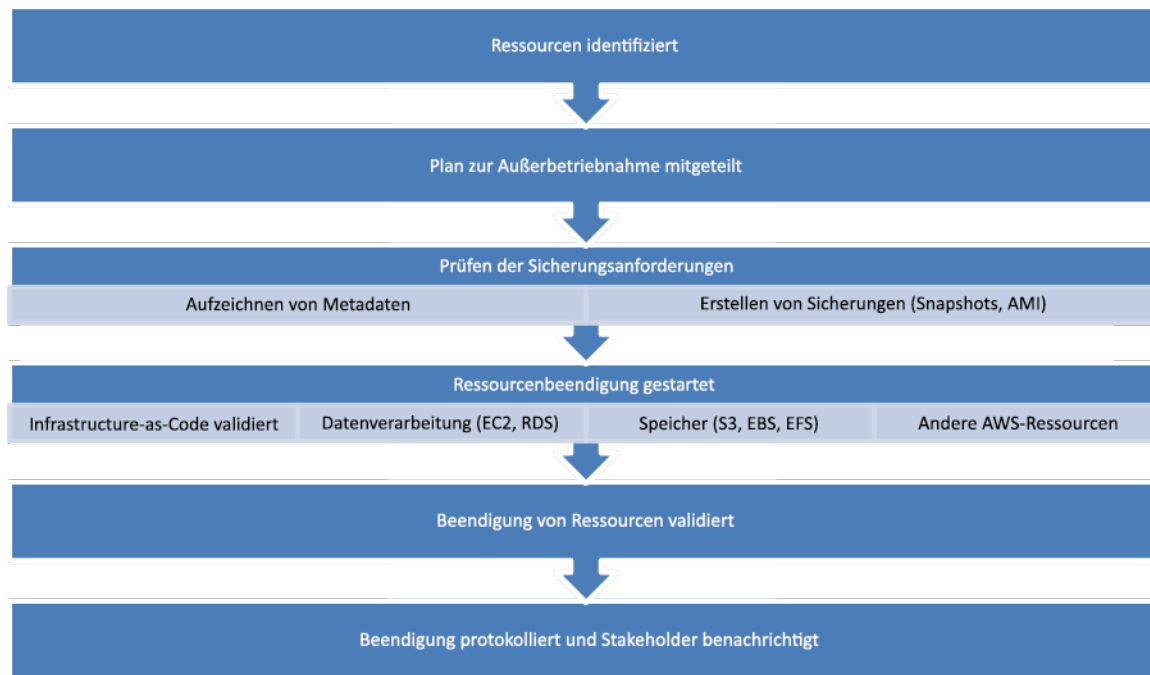 Ressourcen identifiziert
Plan zur Außerbetriebnahme mitgeteilt
Prüfen der Sicherungsanforderungen
Aufzeichnen von Metadaten
Erstellen von Sicherungen (Snapshots, AMI)
Ressourcenbeendigung gestartet
Infrastructure-as-Code validiert
Datenverarbeitung (EC2, RDS)
Speicher (S3, EBS, EFS)
Andere AWS-Ressourcen
Beendigung von Ressourcen validiert
Beendigung protokolliert und Stakeholder benachrichtigt